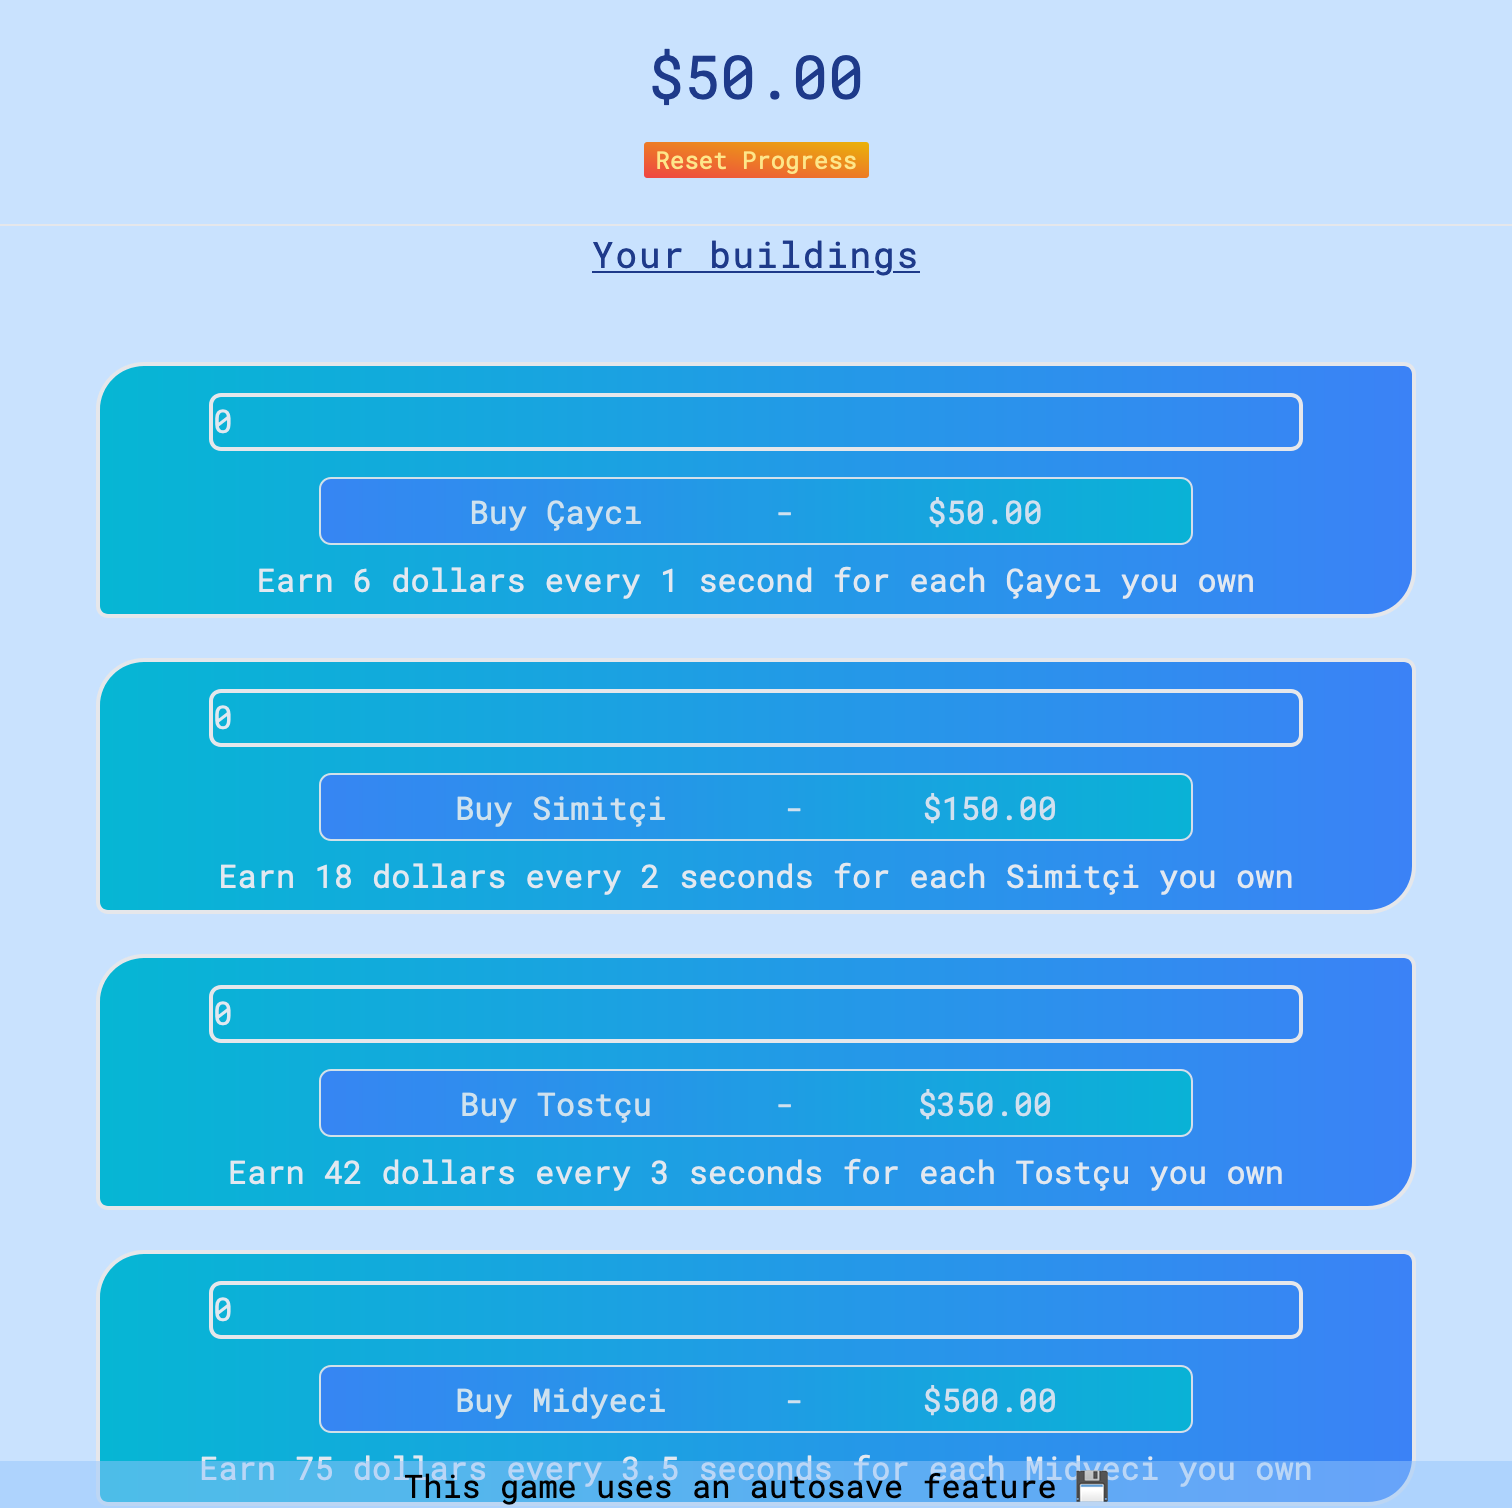 $50.00
Reset Progress
Your buildings
0
Buy Çaycı - $50.00
Earn 6 dollars every 1 second for each Çaycı you own
0
Buy Simitçi - $150.00
Earn 18 dollars every 2 seconds for each Simitçi you own
0
Buy Tostçu - $350.00
Earn 42 dollars every 3 seconds for each Tostçu you own
0
Buy Midyeci - $500.00
Earn 75 dollars every 3.5 seconds for each Midyeci you own
This game uses an autosave feature 💾